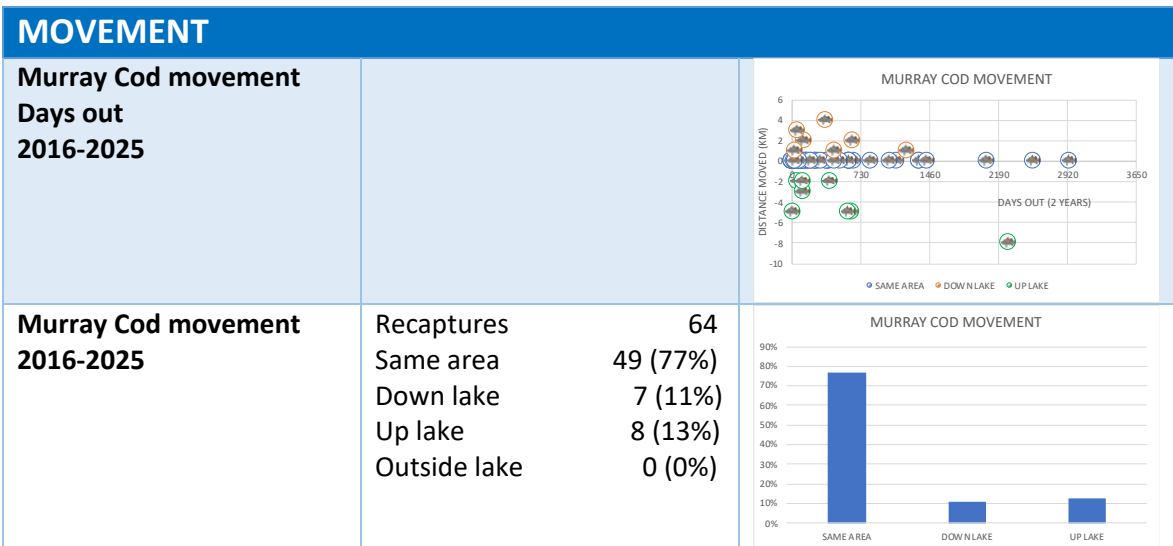 MOVEMENT
Murray Cod movement
Days out
2016-2025
MURRAY COD MOVEMENT
DISTANCE MOVED (KM)
6
4
2
0
-2
-4
-6
-8
-10
730 1460 2190 2920 3650
DAYS OUT (2 YEARS)
SAME AREA DOWN LAKE UP LAKE
Murray Cod movement
2016-2025
Recaptures 64
Same area 49 (77%)
Down lake 7 (11%)
Up lake 8 (13%)
Outside lake 0 (0%)
MURRAY COD MOVEMENT
90%
80%
70%
60%
50%
40%
30%
20%
10%
0%
SAME AREA DOWN LAKE UP LAKE